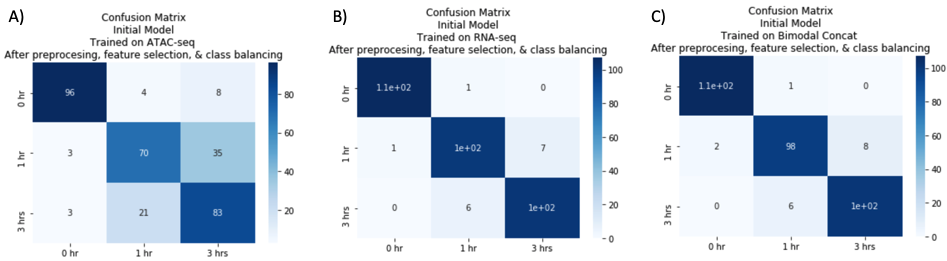 A)
Confusion Matrix
Initial Model
Trained on ATAC-seq
After preprocesing, feature selection, & class balancing
0 hr
96
4
8
1 hr
3
70
35
3 hrs
3
21
83
0 hr
1 hr
3 hrs
80
60
40
20
B)
Confusion Matrix
Initial Model
Trained on RNA-seq
After preprocesing, feature selection, & class balancing
0 hr
1.1e+02
1
0
1 hr
1
1e+02
7
3 hrs
0
6
1e+02
0 hr
1 hr
3 hrs
100
80
60
40
20
0
C)
Confusion Matrix
Initial Model
Trained on Bimodal Concat
After preprocesing, feature selection, & class balancing
0 hr
1.1e+02
1
0
1 hr
2
98
8
3 hrs
0
6
1e+02
0 hr
1 hr
3 hrs
100
80
60
40
20
0